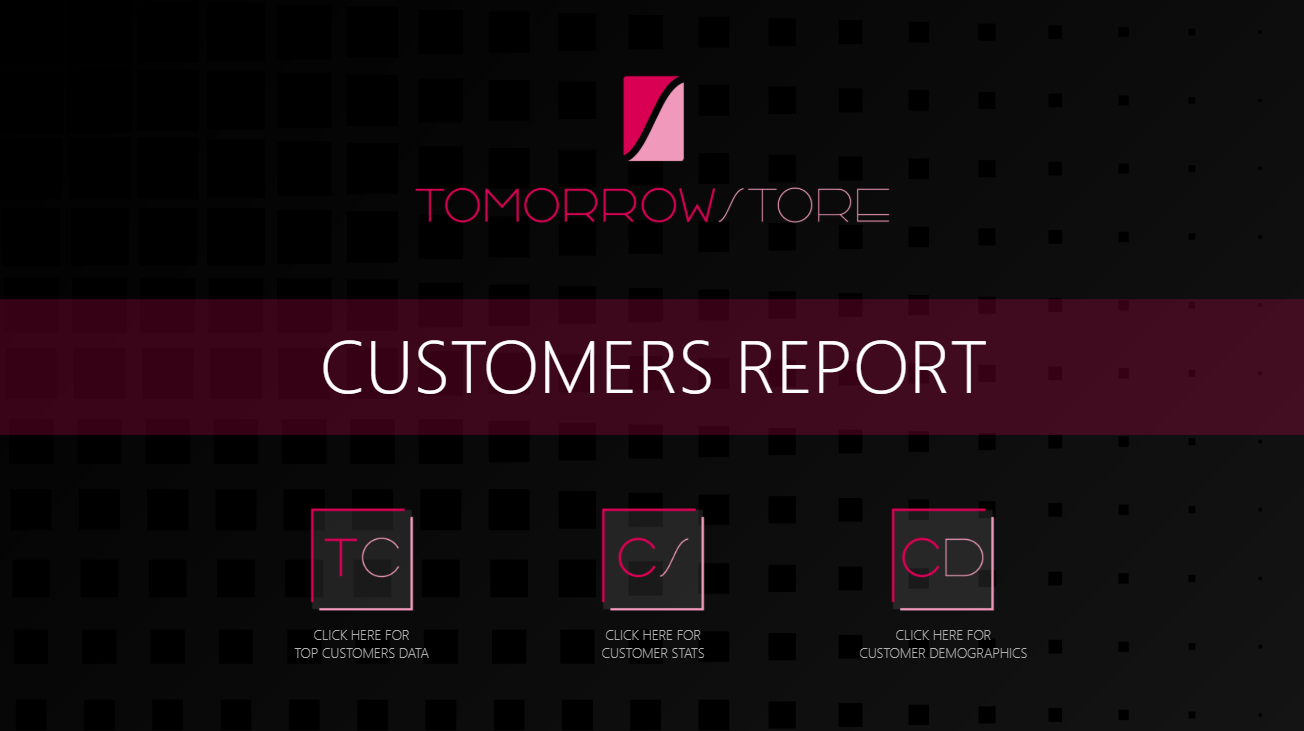 TOMORROWSTORE
CUSTOMERS REPORT
TC
CS
CD
CLICK HERE FOR
TOP CUSTOMERS DATA
CLICK HERE FOR
CUSTOMER STATS
CLICK HERE FOR
CUSTOMER DEMOGRAPHICS